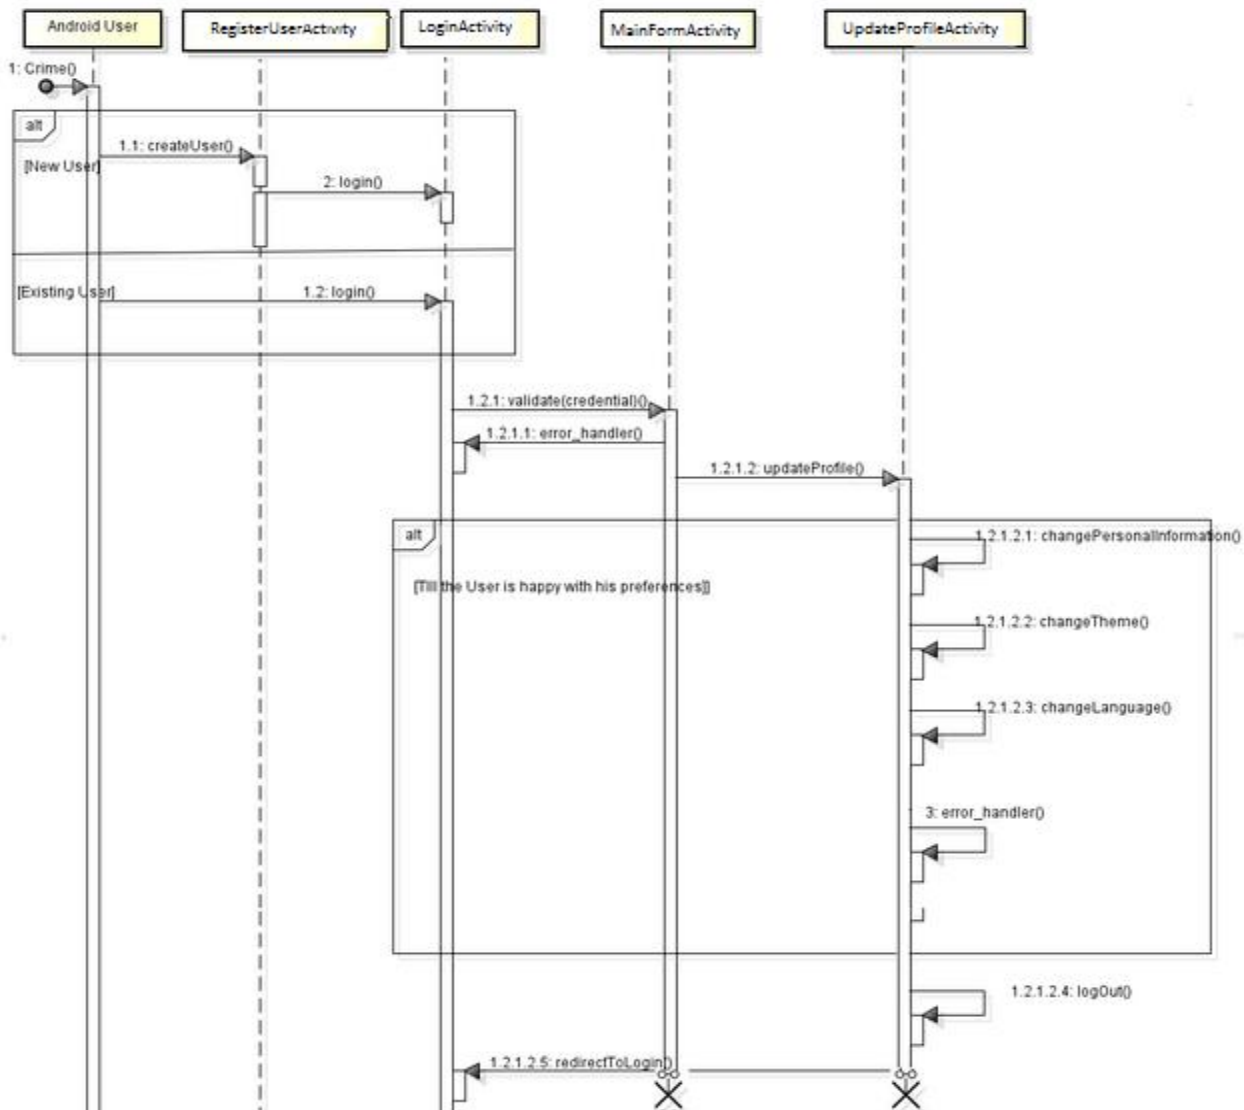 Android User
RegisterUserActivity
LoginActivity
MainFormActivity
UpdateProfileActivity
1: Crime()
alt
1.1: createUser()
[New User]
2: login()
[Existing User]
1.2: login()
1.2.1: validate(credential)()
1.2.1.1: error_handler()
1.2.1.2: updateProfile()
alt
1.2.1.2.1: changePersonalInformation()
[Till the User is happy with his preferences]]
1.2.1.2.2: changeTheme()
1.2.1.2.3: changeLanguage()
3: error_handler()
1.2.1.2.4: logOut()
1.2.1.2.5: redirectToLogin()